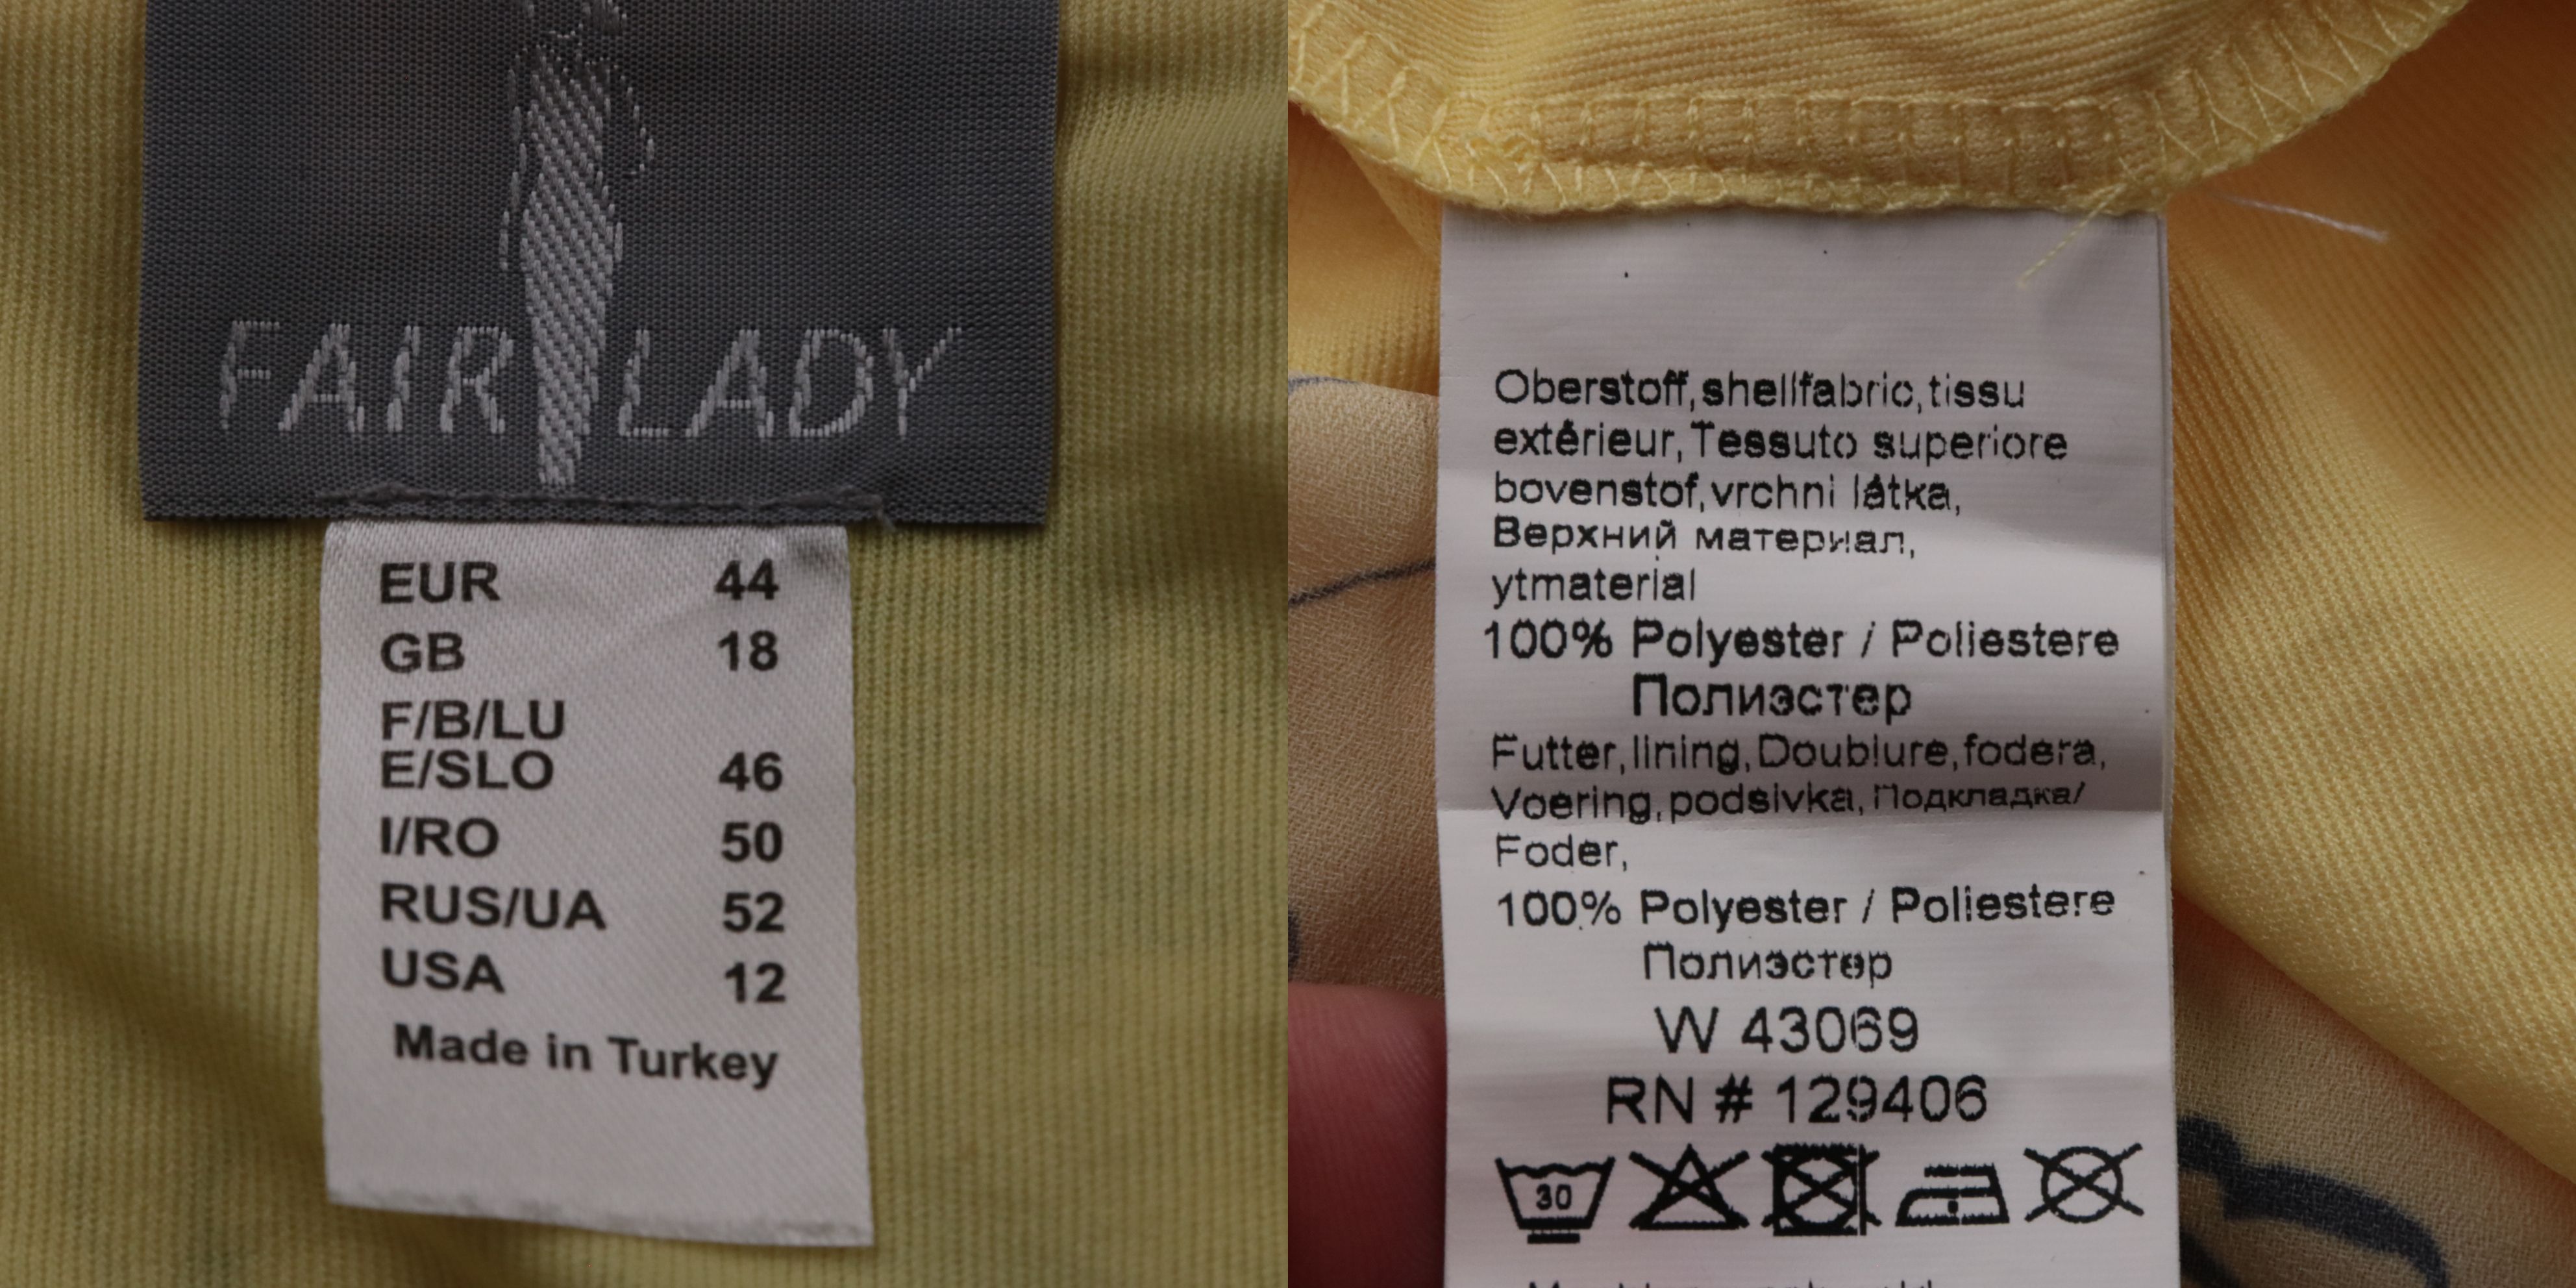 FAIR LADY
EUR 44
GB 18
F/B/LU
E/SLO 46
I/RO 50
RUS/UA 52
USA 12
Made in Turkey
Oberstoff,shellfabric,tissu
extérieur,Tessuto superiore
bovenstof,vrchni látka,
Верхний материал,
ytmaterial
100% Polyester / Poliestere
Полиэстер
Futter,lining,Doublure,fodera,
Voering,podsivka,Подкладка/
Foder,
100% Polyester / Poliestere
Полиэстер
W 43069
RN # 129406
30